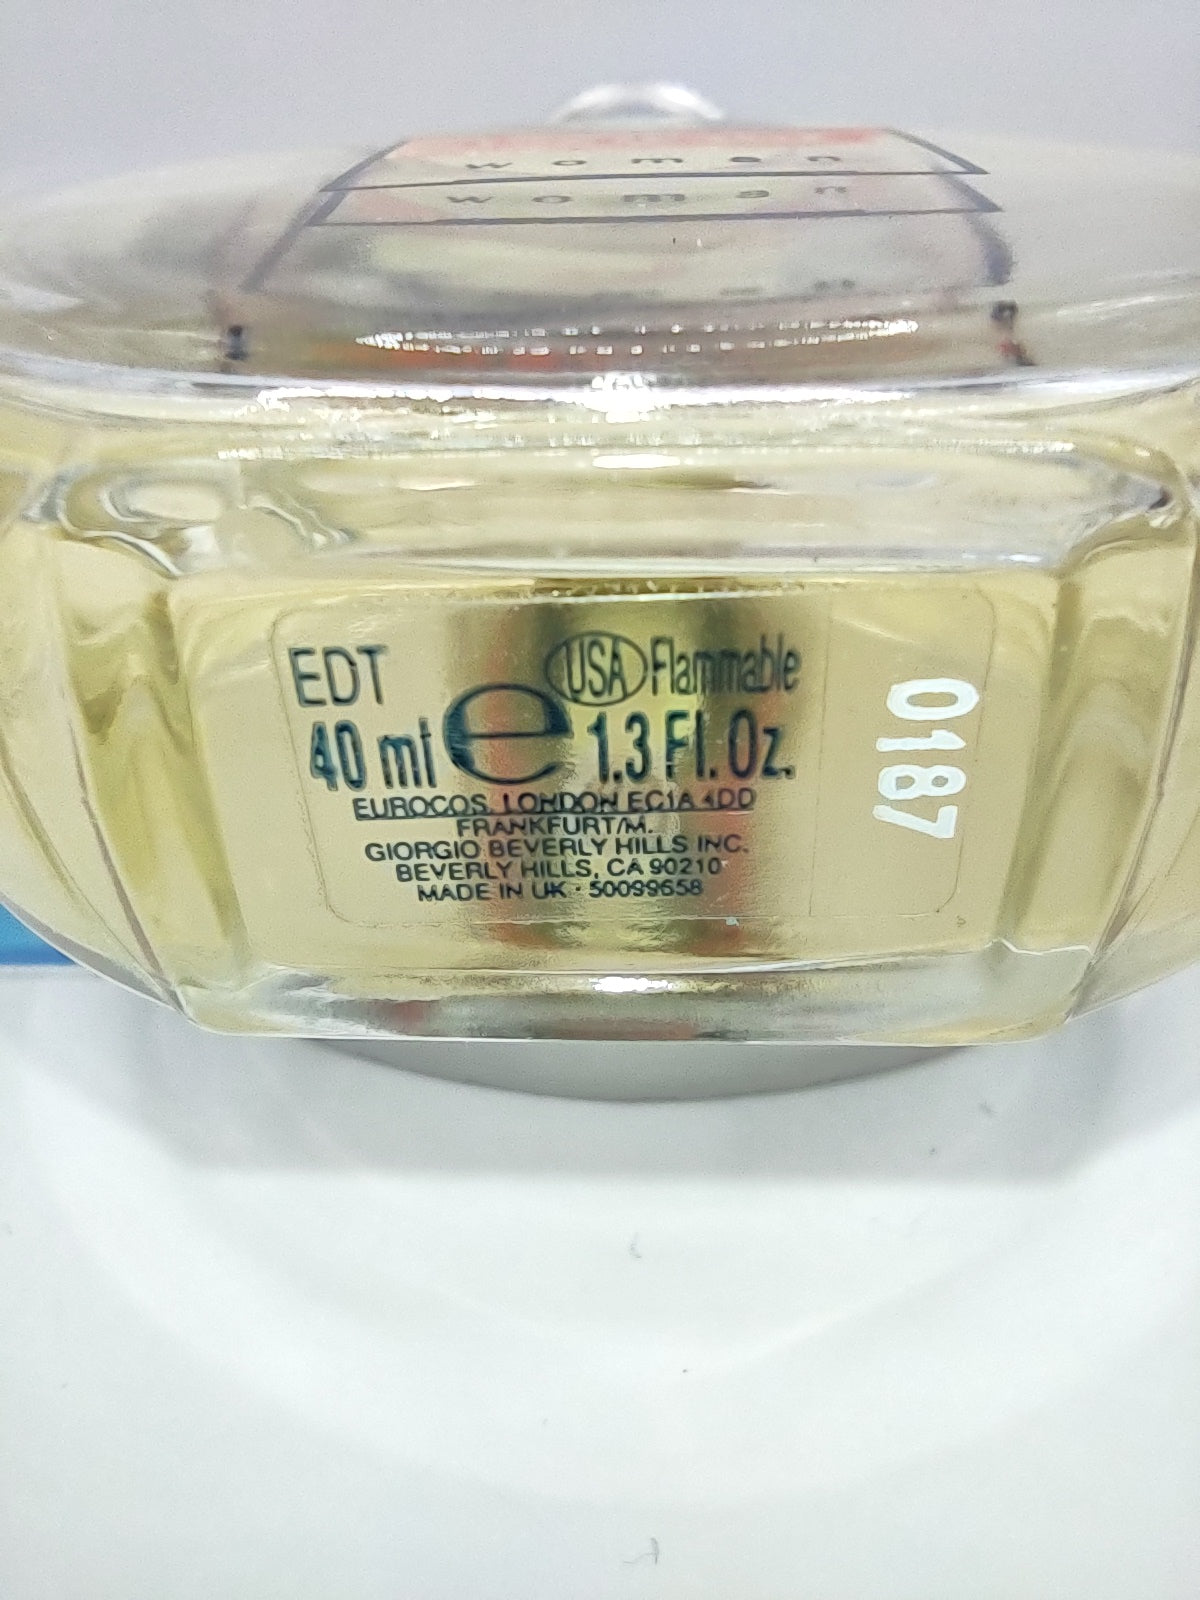 woman
woman
EDT
USA Flammable
40 ml e 1.3 Fl. Oz.
EUROCOS, LONDON EC1A 4DD
FRANKFURT/M.
GIORGIO BEVERLY HILLS INC.
BEVERLY HILLS, CA 90210
MADE IN UK · 50099658
0187